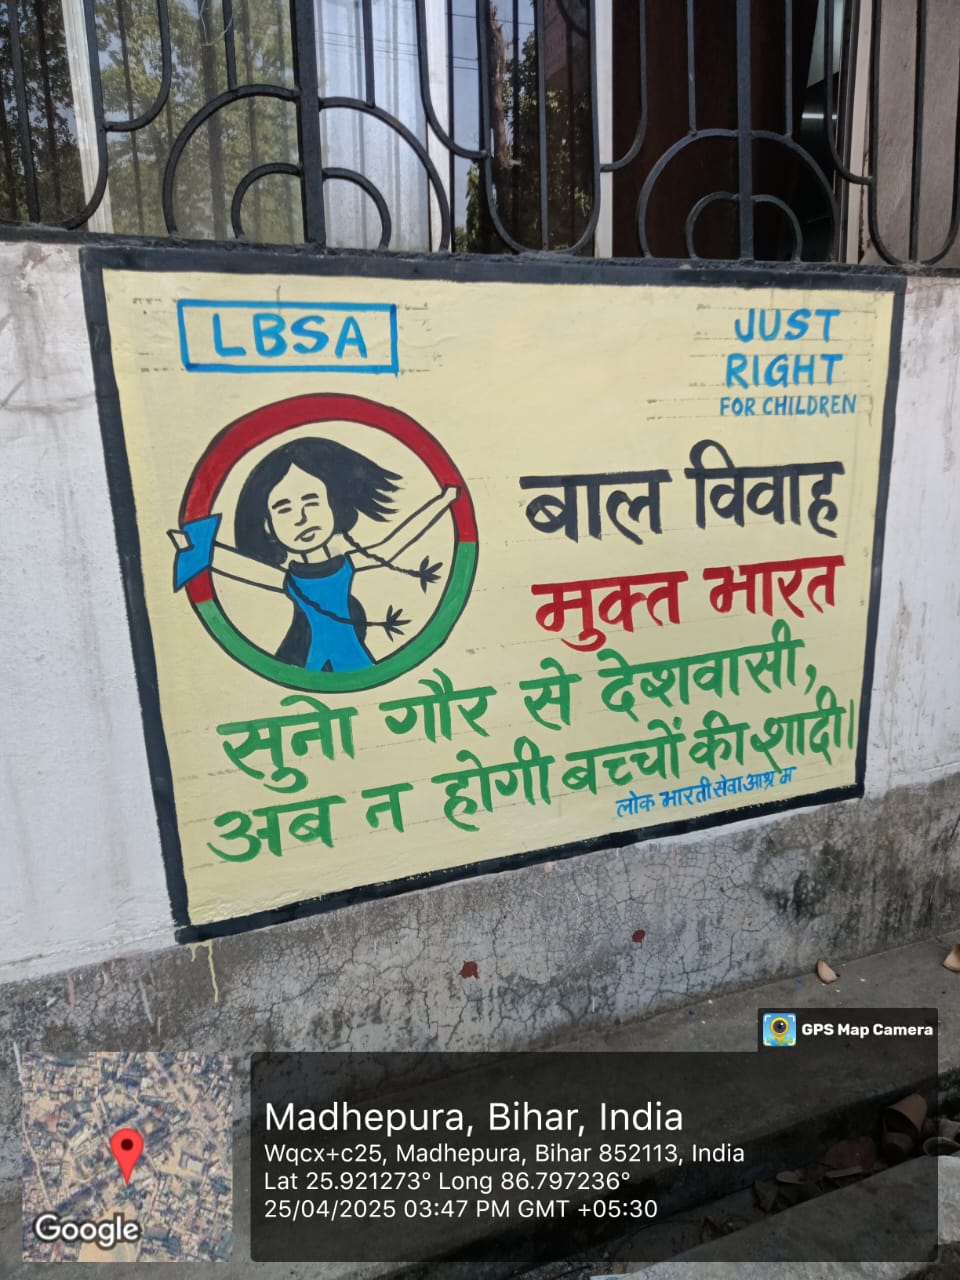 LBSA
JUST
RIGHT
FOR CHILDREN
बाल विवाह
मुक्त भारत
सुनो गौर से देशवासी,
अब न होगी बच्चों की शादी।
लोक भारती सेवा आश्रम
GPS Map Camera
Madhepura, Bihar, India
Wqcx+c25, Madhepura, Bihar 852113, India
Lat 25.921273° Long 86.797236°
25/04/2025 03:47 PM GMT +05:30
Google